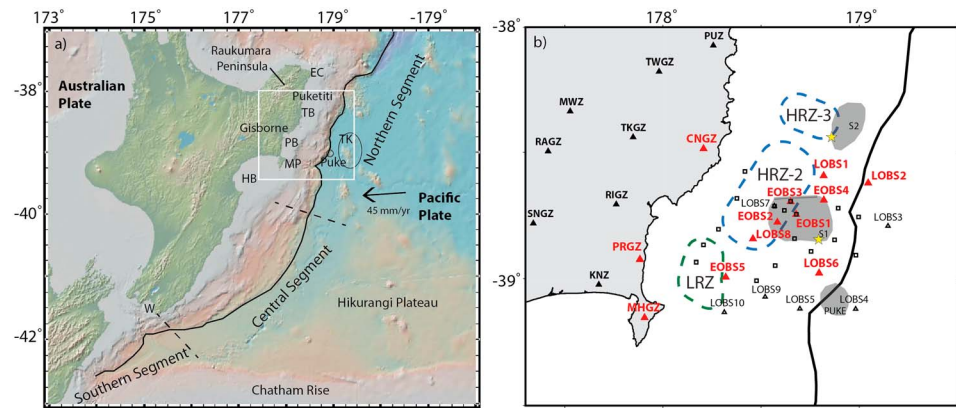 175°
177°
179°
-179°
a)
-38°
-39°
-40°
-41°
-42°
Raukumara
Peninsula
EC
Australian
Plate
Puketiti
TB
Gisborne
PB
TK
MP
Puke
HB
Northern Segment
Pacific
Plate
45 mm/yr
Central Segment
Hikurangi Plateau
W
Southern Segment
Chatham Rise
178°
179°
-38°
-39°
b)
PUZ
TWGZ
MWZ
TKGZ
RAGZ
CNGZ
RIGZ
SNGZ
PRGZ
KNZ
MHGZ
HRZ-3
S2
HRZ-2
LOBS1
LOBS2
EOBS3
EOBS4
LOBS7
LOBS3
EOBS2
EOBS1
S1
LOBS8
LRZ
EOBS5
LOBS6
LOBS9
LOBS10
LOBS5
LOBS4
PUKE